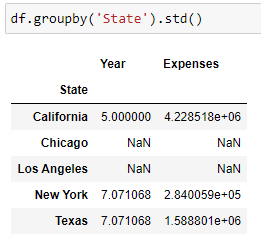 df.groupby('State').std()
Year Expenses
State
California 5.000000 4.228518e+06
Chicago NaN NaN
Los Angeles NaN NaN
New York 7.071068 2.840059e+05
Texas 7.071068 1.588801e+06